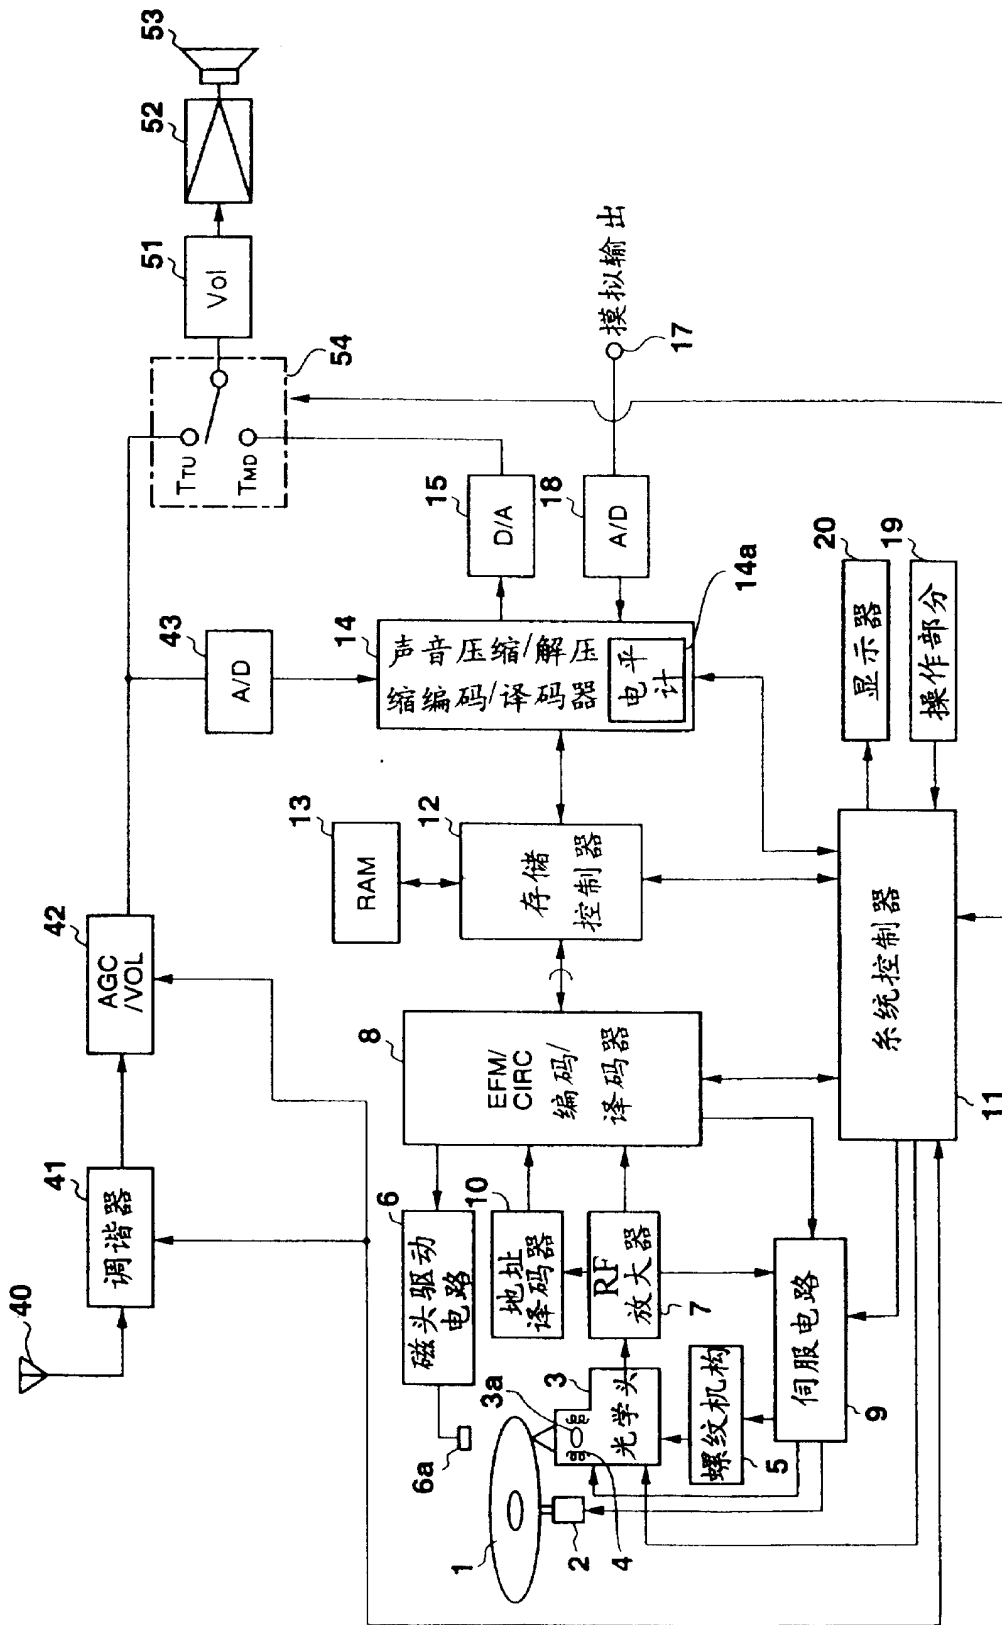 53
52
51
Vol
54
TTU
TMD
模拟输出
17
15
D/A
18
A/D
43
A/D
14
声音压缩/解压
缩编码/译码器
电平
计
14a
20
显示器
19
操作部分
13
RAM
12
存储
控制器
42
AGC
/VOL
8
EFM/
CIRC
编码/
译码器
系统控制器
11
41
调谐器
40
6
磁头驱动
电路
6a
10
地址
译码器
RF
放大器
7
3
3a
光学头
4
螺纹机构
5
伺服电路
9
1
2